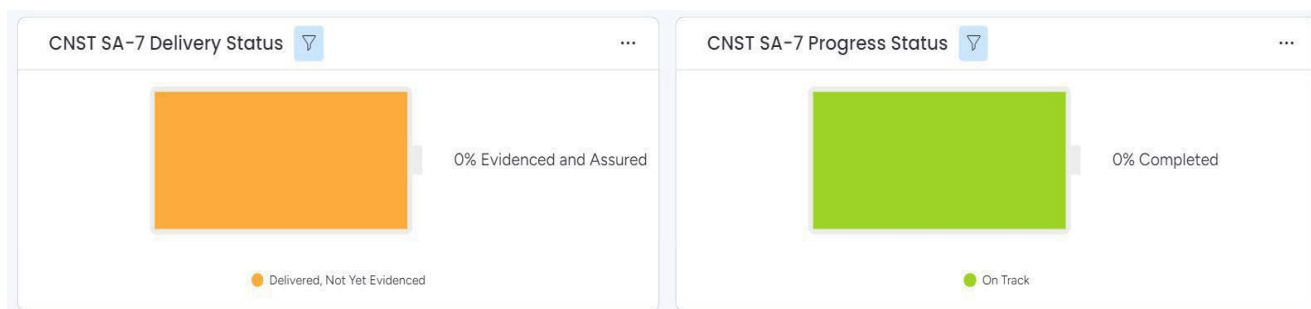 CNST SA-7 Delivery Status
0% Evidenced and Assured
Delivered, Not Yet Evidenced
CNST SA-7 Progress Status
0% Completed
On Track